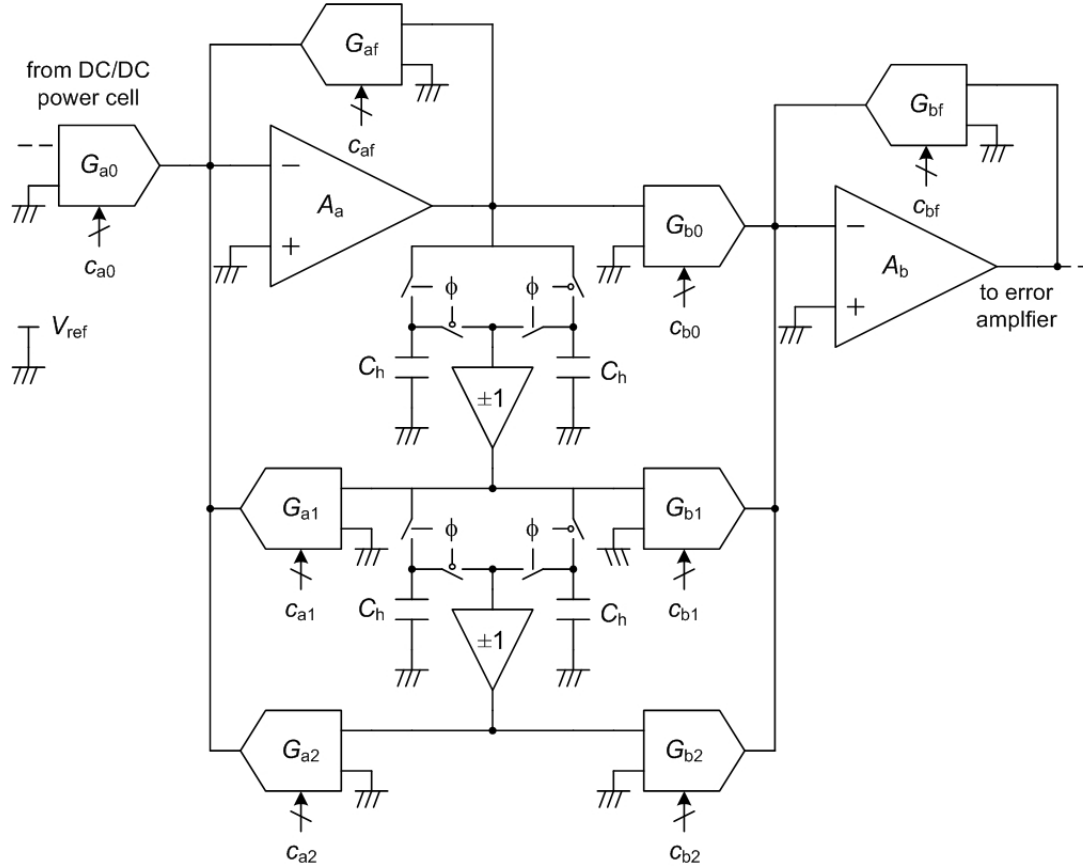 from DC/DC
power cell
G_af
c_af
G_a0
c_a0
−
A_a
+
G_b0
c_b0
G_bf
c_bf
−
A_b
+
to error
amplfier
V_ref
ϕ ϕ
C_h
±1
C_h
G_a1
c_a1
G_b1
c_b1
ϕ ϕ
C_h
±1
C_h
G_a2
c_a2
G_b2
c_b2